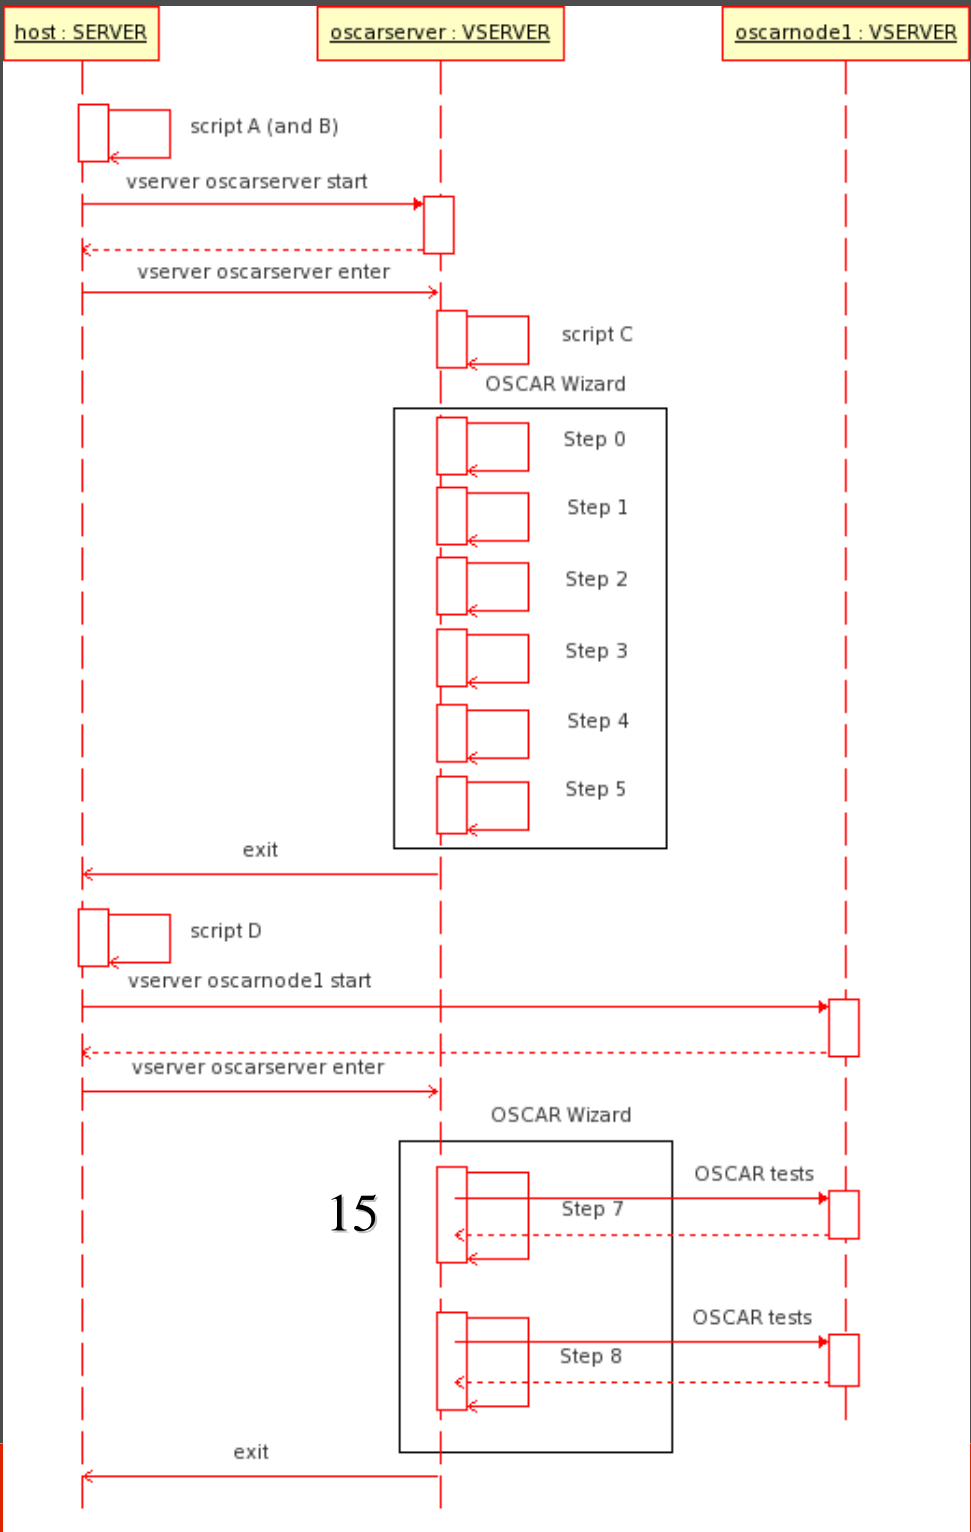 host : SERVER
oscarserver : VSERVER
oscarnode1 : VSERVER
script A (and B)
vserver oscarserver start
vserver oscarserver enter
script C
OSCAR Wizard
Step 0
Step 1
Step 2
Step 3
Step 4
Step 5
exit
script D
vserver oscarnode1 start
vserver oscarserver enter
OSCAR Wizard
OSCAR tests
15
Step 7
OSCAR tests
Step 8
exit